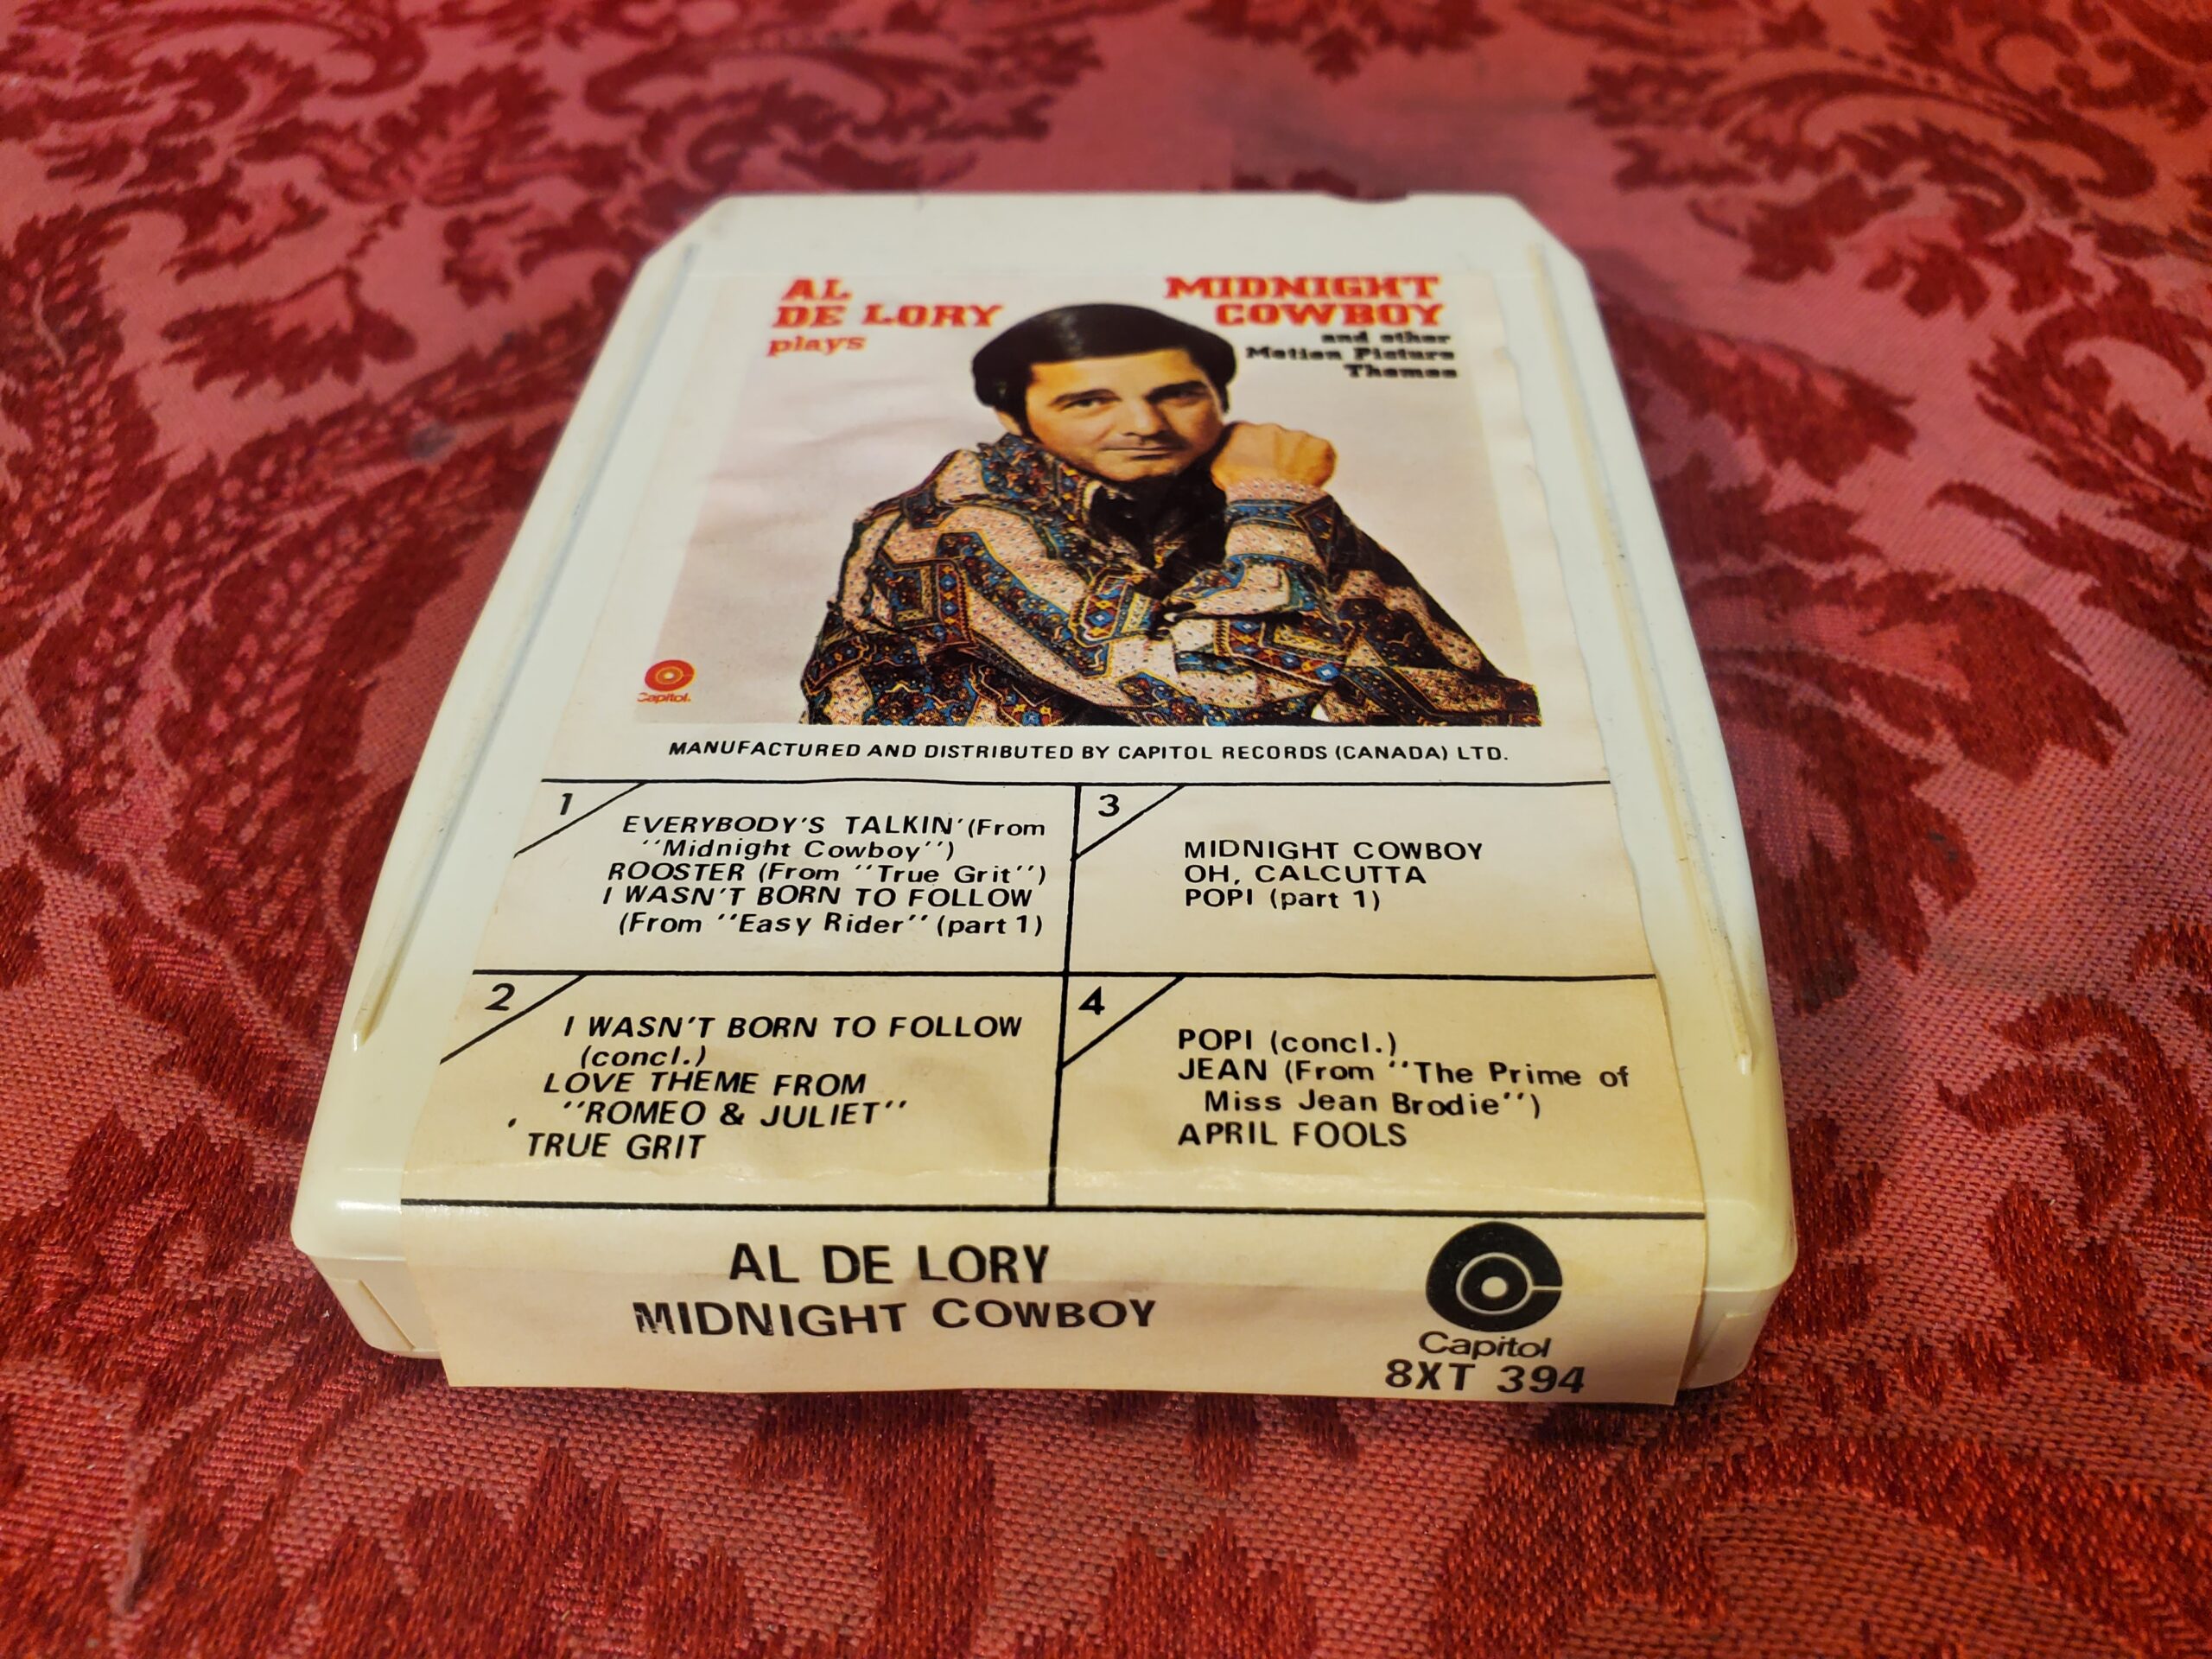 AL
DE LORY
plays
MIDNIGHT
COWBOY
and other
Motion Picture
Themes
Capitol.
MANUFACTURED AND DISTRIBUTED BY CAPITOL RECORDS (CANADA) LTD.
1
EVERYBODY'S TALKIN' (From
''Midnight Cowboy'')
ROOSTER (From ''True Grit'')
I WASN'T BORN TO FOLLOW
(From ''Easy Rider'' (part 1)
2
I WASN'T BORN TO FOLLOW
(concl.)
LOVE THEME FROM
''ROMEO & JULIET''
TRUE GRIT
3
MIDNIGHT COWBOY
OH, CALCUTTA
POPI (part 1)
4
POPI (concl.)
JEAN (From ''The Prime of
Miss Jean Brodie'')
APRIL FOOLS
AL DE LORY
MIDNIGHT COWBOY
Capitol
8XT 394